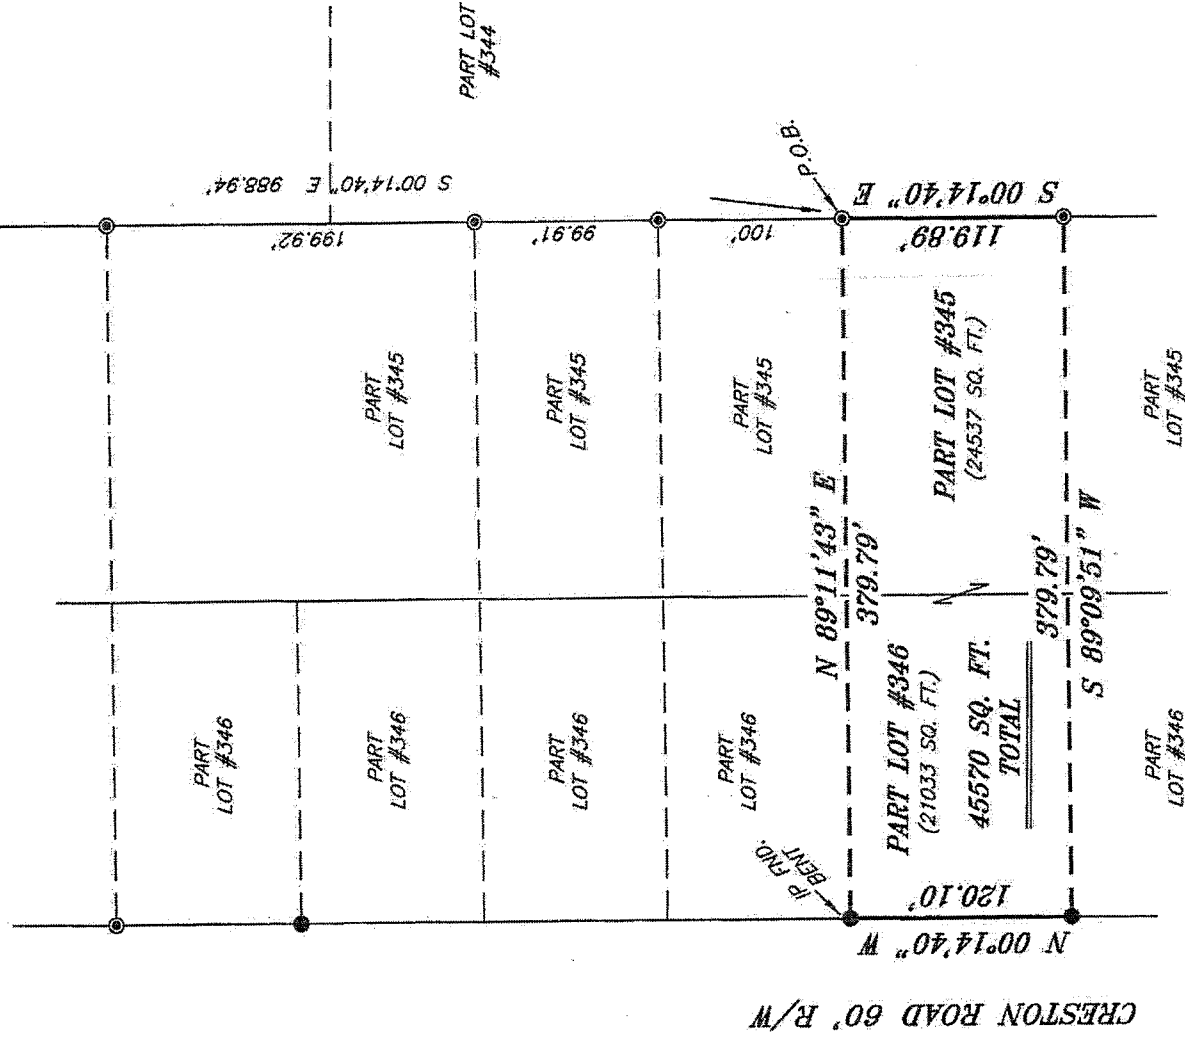 PART LOT
#344
S 00°14'40" E 988.94'
P.O.B.
S 00°14'40" E
199.92'
99.91'
100'
119.89'
PART
LOT #345
PART
LOT #345
PART
LOT #345
PART LOT #345
(24537 SQ. FT.)
PART
LOT #345
N 89°11'43" E
379.79'
379.79'
S 89°09'51" W
PART
LOT #346
PART
LOT #346
PART
LOT #346
PART
LOT #346
PART LOT #346
(21033 SQ. FT.)
45570 SQ. FT.
TOTAL
PART
LOT #346
IP FND.
BENT
120.10'
N 00°14'40" W
CRESTON ROAD 60' R/W